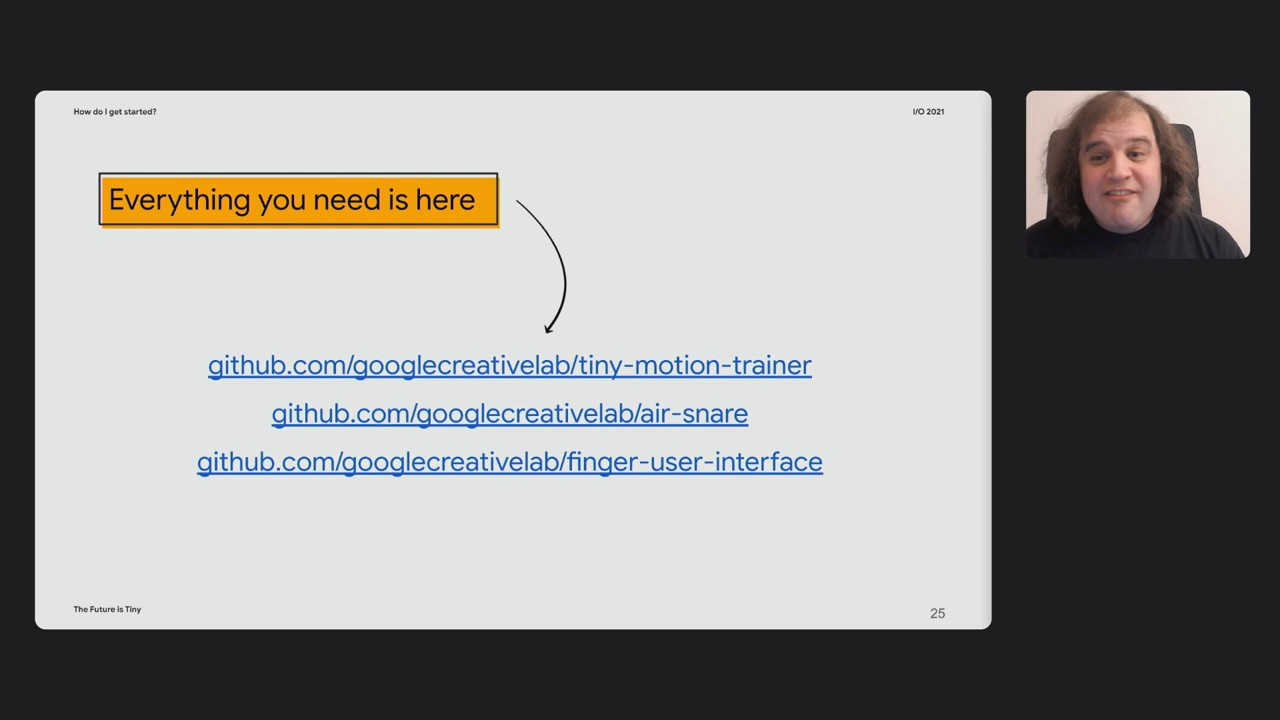 How do I get started?
I/O 2021
Everything you need is here
github.com/googlecreativelab/tiny-motion-trainer
github.com/googlecreativelab/air-snare
github.com/googlecreativelab/finger-user-interface
The Future is Tiny
25